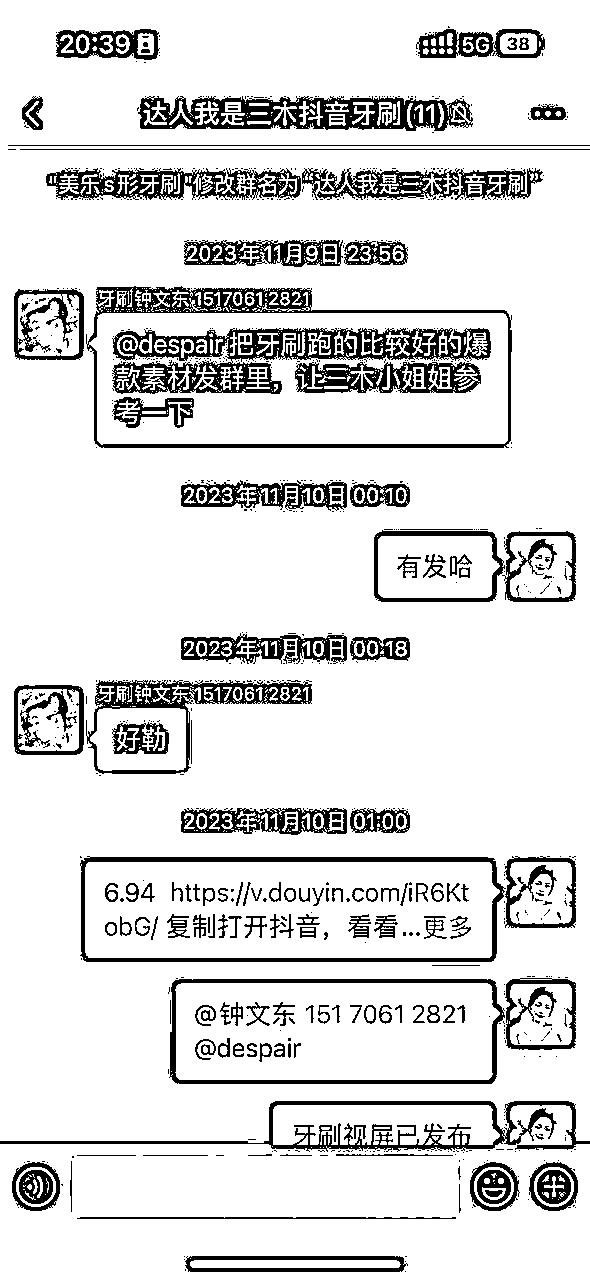 20:39
5G 38
达人我是三木抖音牙刷(11)
“美乐s形牙刷”修改群名为“达人我是三木抖音牙刷”
2023年11月9日 23:56
牙刷钟文东 1517061 2821
@despair 把牙刷跑的比较好的爆
款素材发群里，让三木小姐姐参
考一下
2023年11月10日 00:10
有发哈
2023年11月10日 00:18
牙刷钟文东 1517061 2821
好勒
2023年11月10日 01:00
6.94 https://v.douyin.com/iR6Kt
obG/ 复制打开抖音，看看...更多
@钟文东 151 7061 2821
@despair
牙刷视屏已发布